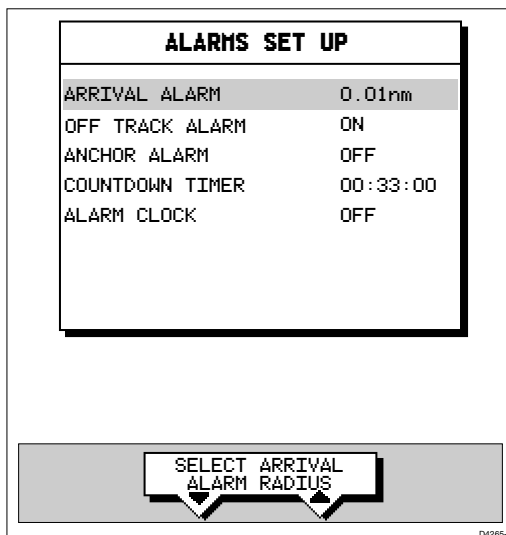 ALARMS SET UP
ARRIVAL ALARM 0.01nm
OFF TRACK ALARM ON
ANCHOR ALARM OFF
COUNTDOWN TIMER 00:33:00
ALARM CLOCK OFF
SELECT ARRIVAL
ALARM RADIUS